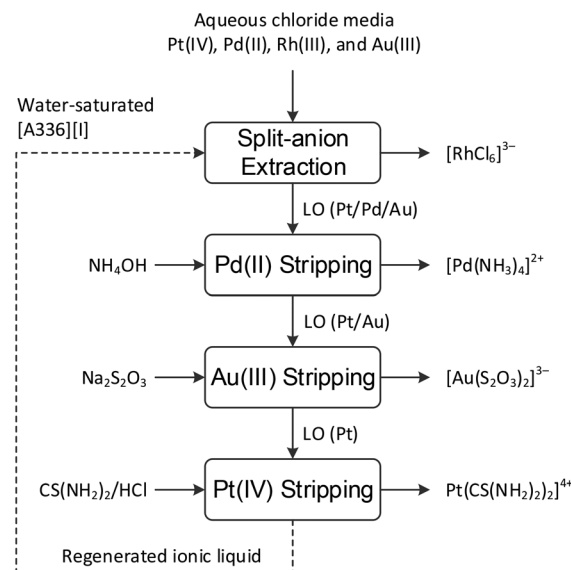 Aqueous chloride media
Pt(IV), Pd(II), Rh(III), and Au(III)
Water-saturated
[A336][I]
Split-anion
Extraction
[RhCl₆]³⁻
LO (Pt/Pd/Au)
NH₄OH
Pd(II) Stripping
[Pd(NH₃)₄]²⁺
LO (Pt/Au)
Na₂S₂O₃
Au(III) Stripping
[Au(S₂O₃)₂]³⁻
LO (Pt)
CS(NH₂)₂/HCl
Pt(IV) Stripping
Pt(CS(NH₂)₂)₂]⁴⁺
Regenerated ionic liquid